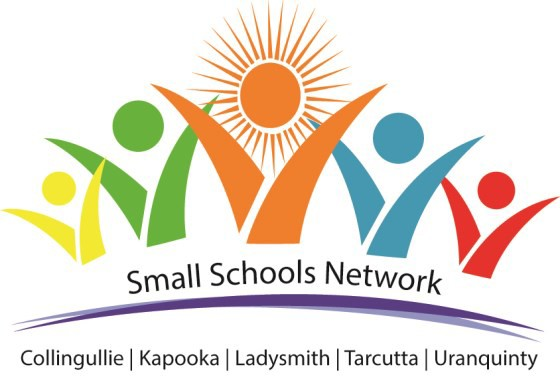 Small Schools Network
Collingullie | Kapooka | Ladysmith | Tarcutta | Uranquinty